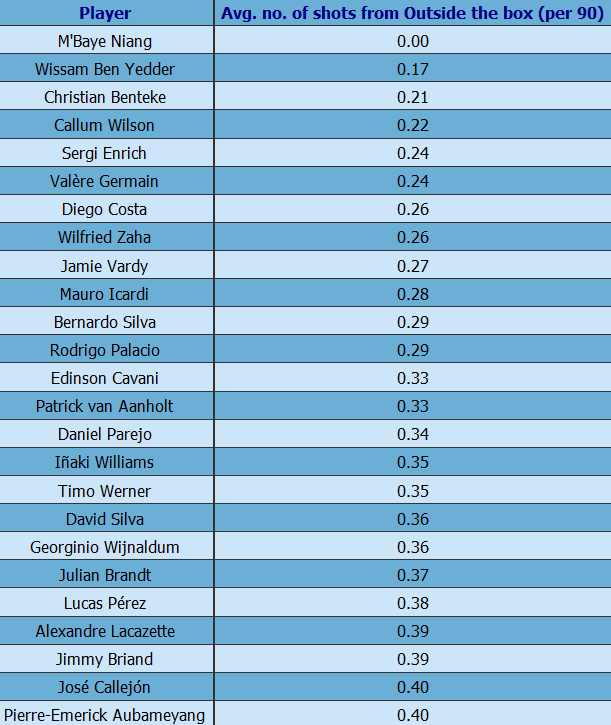 Player Avg. no. of shots from Outside the box (per 90)
M'Baye Niang 0.00
Wissam Ben Yedder 0.17
Christian Benteke 0.21
Callum Wilson 0.22
Sergi Enrich 0.24
Valère Germain 0.24
Diego Costa 0.26
Wilfried Zaha 0.26
Jamie Vardy 0.27
Mauro Icardi 0.28
Bernardo Silva 0.29
Rodrigo Palacio 0.29
Edinson Cavani 0.33
Patrick van Aanholt 0.33
Daniel Parejo 0.34
Iñaki Williams 0.35
Timo Werner 0.35
David Silva 0.36
Georginio Wijnaldum 0.36
Julian Brandt 0.37
Lucas Pérez 0.38
Alexandre Lacazette 0.39
Jimmy Briand 0.39
José Callejón 0.40
Pierre-Emerick Aubameyang 0.40